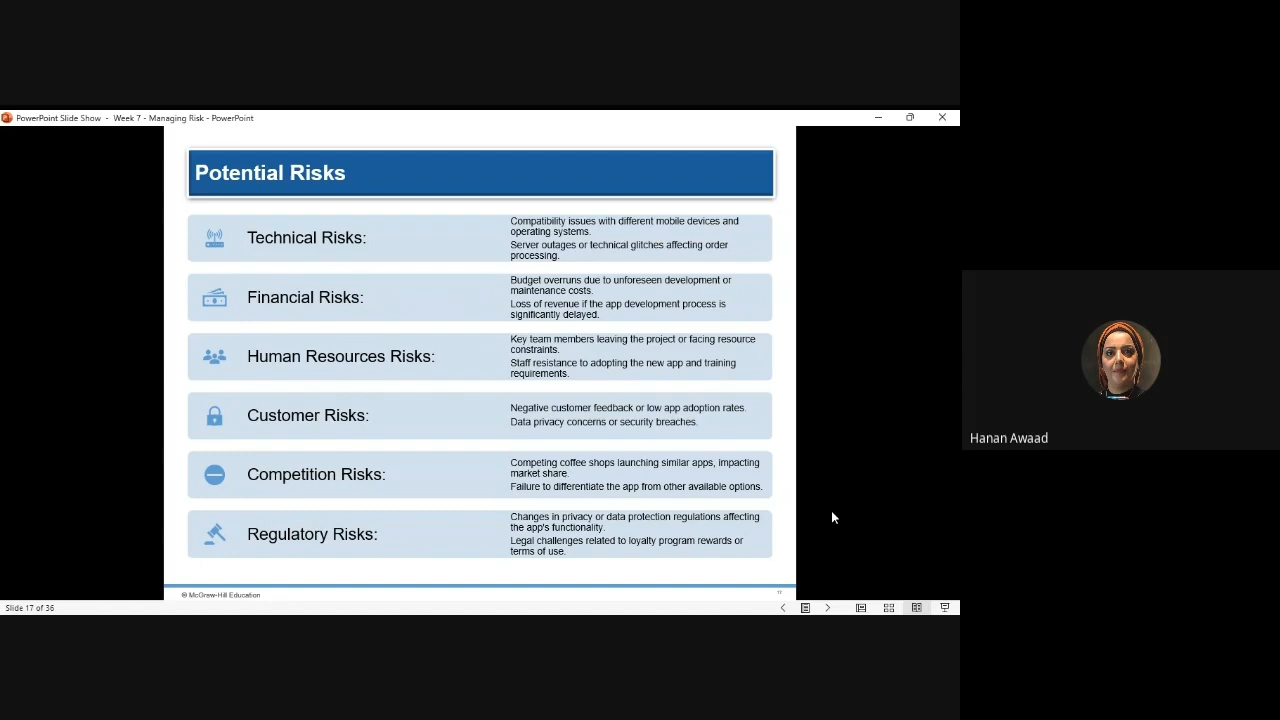 PowerPoint Slide Show - Week 7 - Managing Risk - PowerPoint
Potential Risks
Technical Risks:
Compatibility issues with different mobile devices and
operating systems.
Server outages or technical glitches affecting order
processing.
Financial Risks:
Budget overruns due to unforeseen development or
maintenance costs.
Loss of revenue if the app development process is
significantly delayed.
Human Resources Risks:
Key team members leaving the project or facing resource
constraints.
Staff resistance to adopting the new app and training
requirements.
Customer Risks:
Negative customer feedback or low app adoption rates.
Data privacy concerns or security breaches.
Competition Risks:
Competing coffee shops launching similar apps, impacting
market share.
Failure to differentiate the app from other available options.
Regulatory Risks:
Changes in privacy or data protection regulations affecting
the app's functionality.
Legal challenges related to loyalty program rewards or
terms of use.
© McGraw-Hill Education
17
Slide 17 of 36
Hanan Awaad